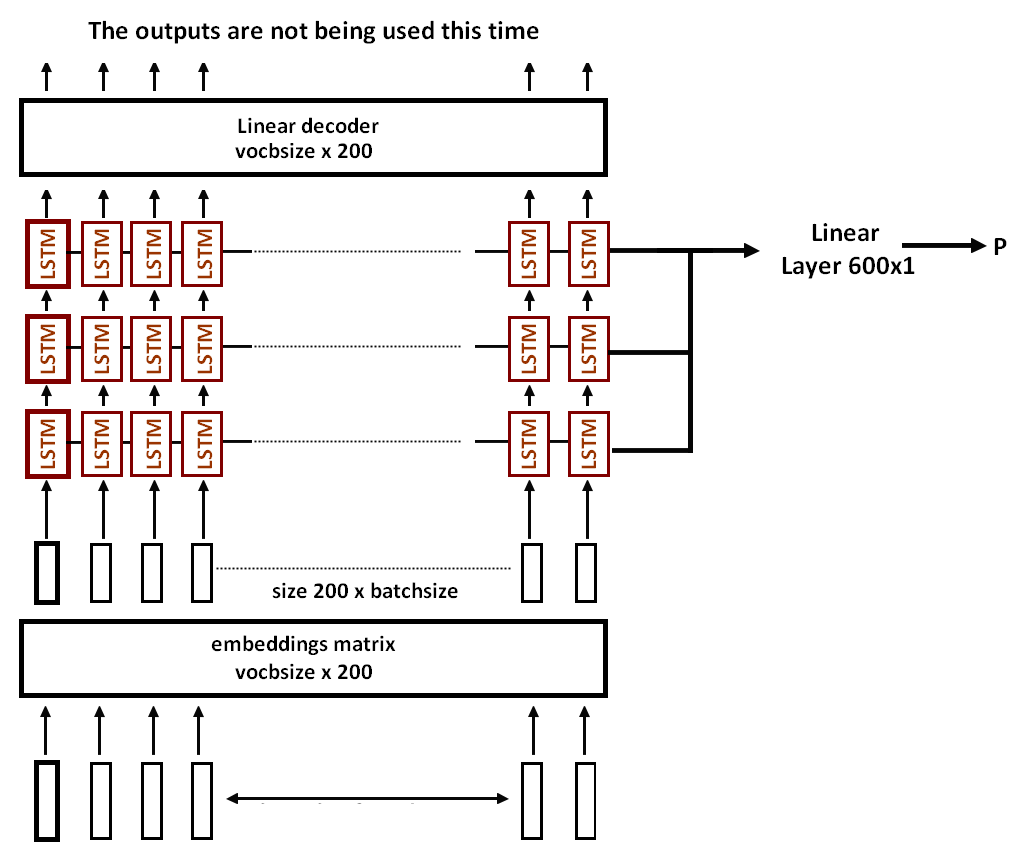 The outputs are not being used this time
Linear decoder
vocbsize x 200
LSTM LSTM LSTM LSTM LSTM LSTM
Linear
Layer 600x1
P
LSTM LSTM LSTM LSTM LSTM LSTM
LSTM LSTM LSTM LSTM LSTM LSTM
size 200 x batchsize
embeddings matrix
vocbsize x 200